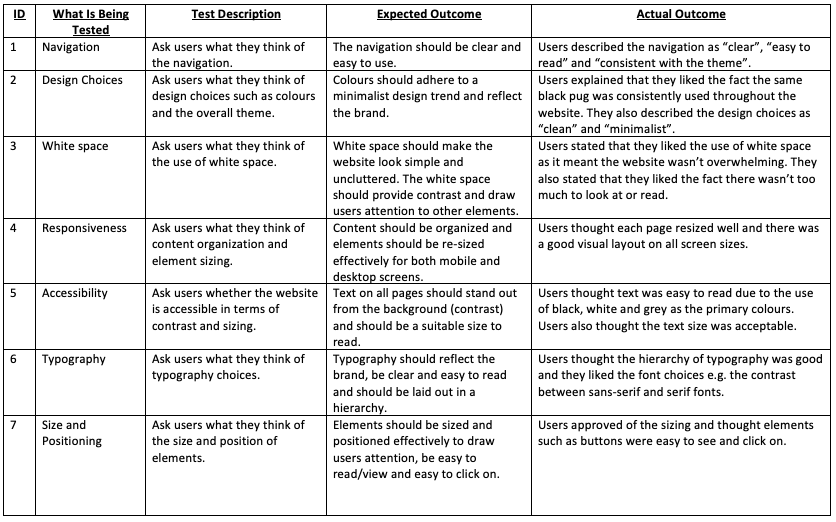 ID
What Is Being
Tested
Test Description
Expected Outcome
Actual Outcome
1
Navigation
Ask users what they think of
the navigation.
The navigation should be clear and
easy to use.
Users described the navigation as “clear”, “easy to
read” and “consistent with the theme”.
2
Design Choices
Ask users what they think of
design choices such as colours
and the overall theme.
Colours should adhere to a
minimalist design trend and reflect
the brand.
Users explained that they liked the fact the same
black pug was consistently used throughout the
website. They also described the design choices as
“clean” and “minimalist”.
3
White space
Ask users what they think of
the use of white space.
White space should make the
website look simple and
uncluttered. The white space
should provide contrast and draw
users attention to other elements.
Users stated that they liked the use of white space
as it meant the website wasn’t overwhelming. They
also stated that they liked the fact there wasn’t too
much to look at or read.
4
Responsiveness
Ask users what they think of
content organization and
element sizing.
Content should be organized and
elements should be re-sized
effectively for both mobile and
desktop screens.
Users thought each page resized well and there was
a good visual layout on all screen sizes.
5
Accessibility
Ask users whether the website
is accessible in terms of
contrast and sizing.
Text on all pages should stand out
from the background (contrast)
and should be a suitable size to
read.
Users thought text was easy to read due to the use
of black, white and grey as the primary colours.
Users also thought the text size was acceptable.
6
Typography
Ask users what they think of
typography choices.
Typography should reflect the
brand, be clear and easy to read
and should be laid out in a
hierarchy.
Users thought the hierarchy of typography was good
and they liked the font choices e.g. the contrast
between sans-serif and serif fonts.
7
Size and
Positioning
Ask users what they think of
the size and position of
elements.
Elements should be sized and
positioned effectively to draw
users attention, be easy to
read/view and easy to click on.
Users approved of the sizing and thought elements
such as buttons were easy to see and click on.